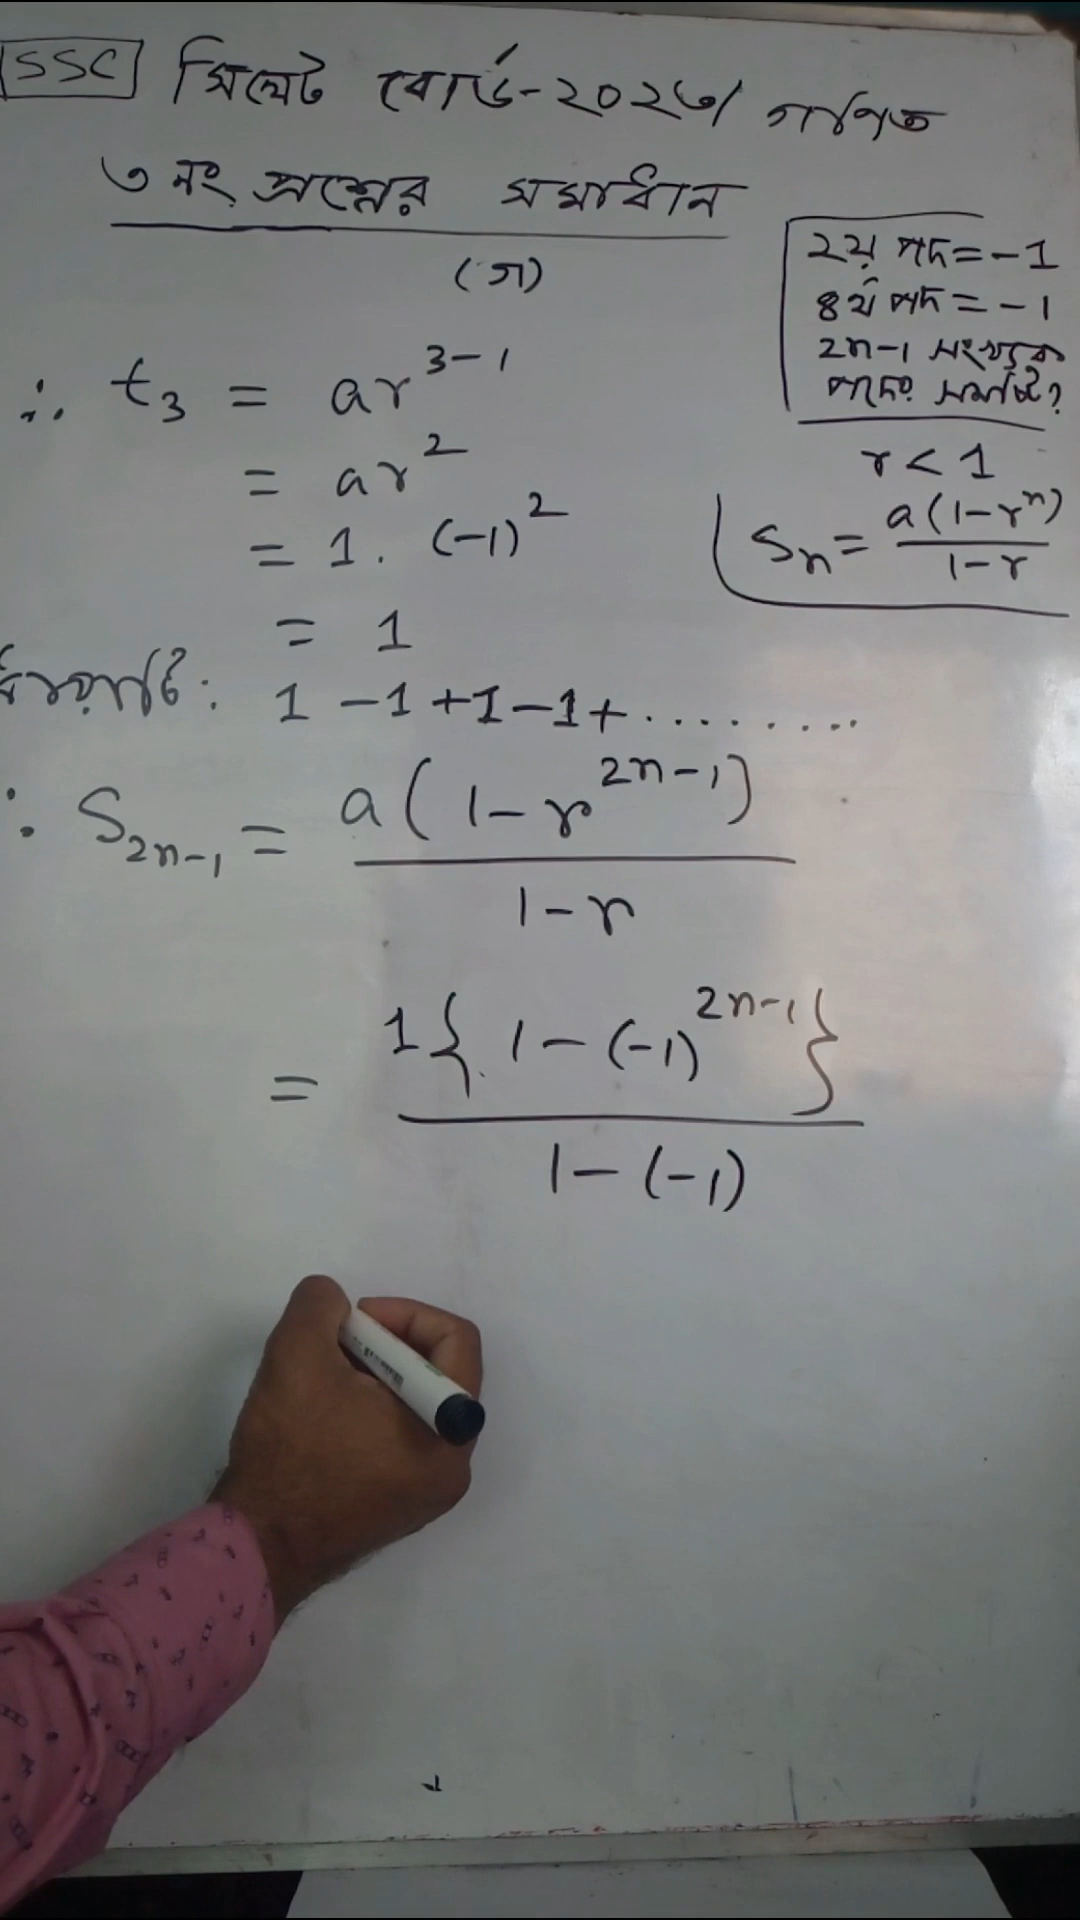 SSC সিলেট বোর্ড-২০২৩/ গণিত
৩ নং প্রশ্নের সমাধান
(গ)
২য় পদ = -1
৪র্থ পদ = -1
2n-1 সংখ্যক
পদের সমষ্টি?
r < 1
Sn = a(1-rⁿ) / 1-r
∴ t₃ = ar³⁻¹
= ar²
= 1. (-1)²
= 1
ধারাটি: 1 -1 +1 -1 + .........
∴ S₂ₙ₋₁ = a(1-r²ⁿ⁻¹) / 1-r
= 1{1-(-1)²ⁿ⁻¹} / 1-(-1)